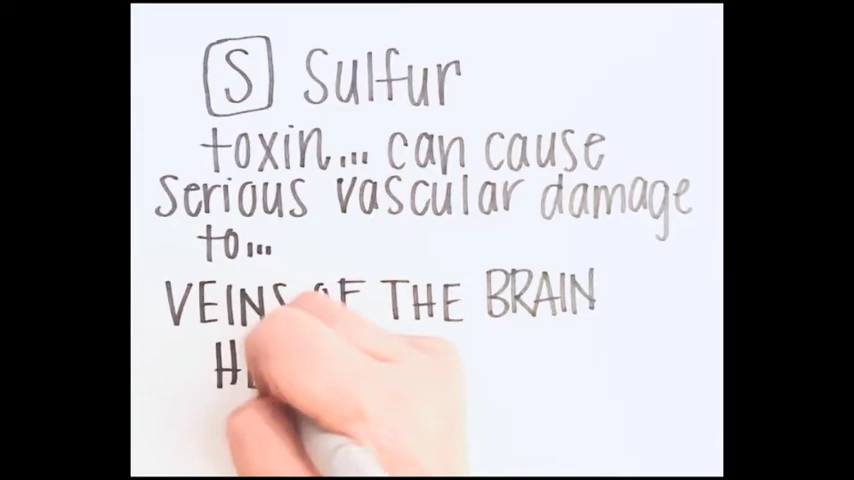 S Sulfur
toxin... can cause
serious vascular damage
to...
VEINS OF THE BRAIN